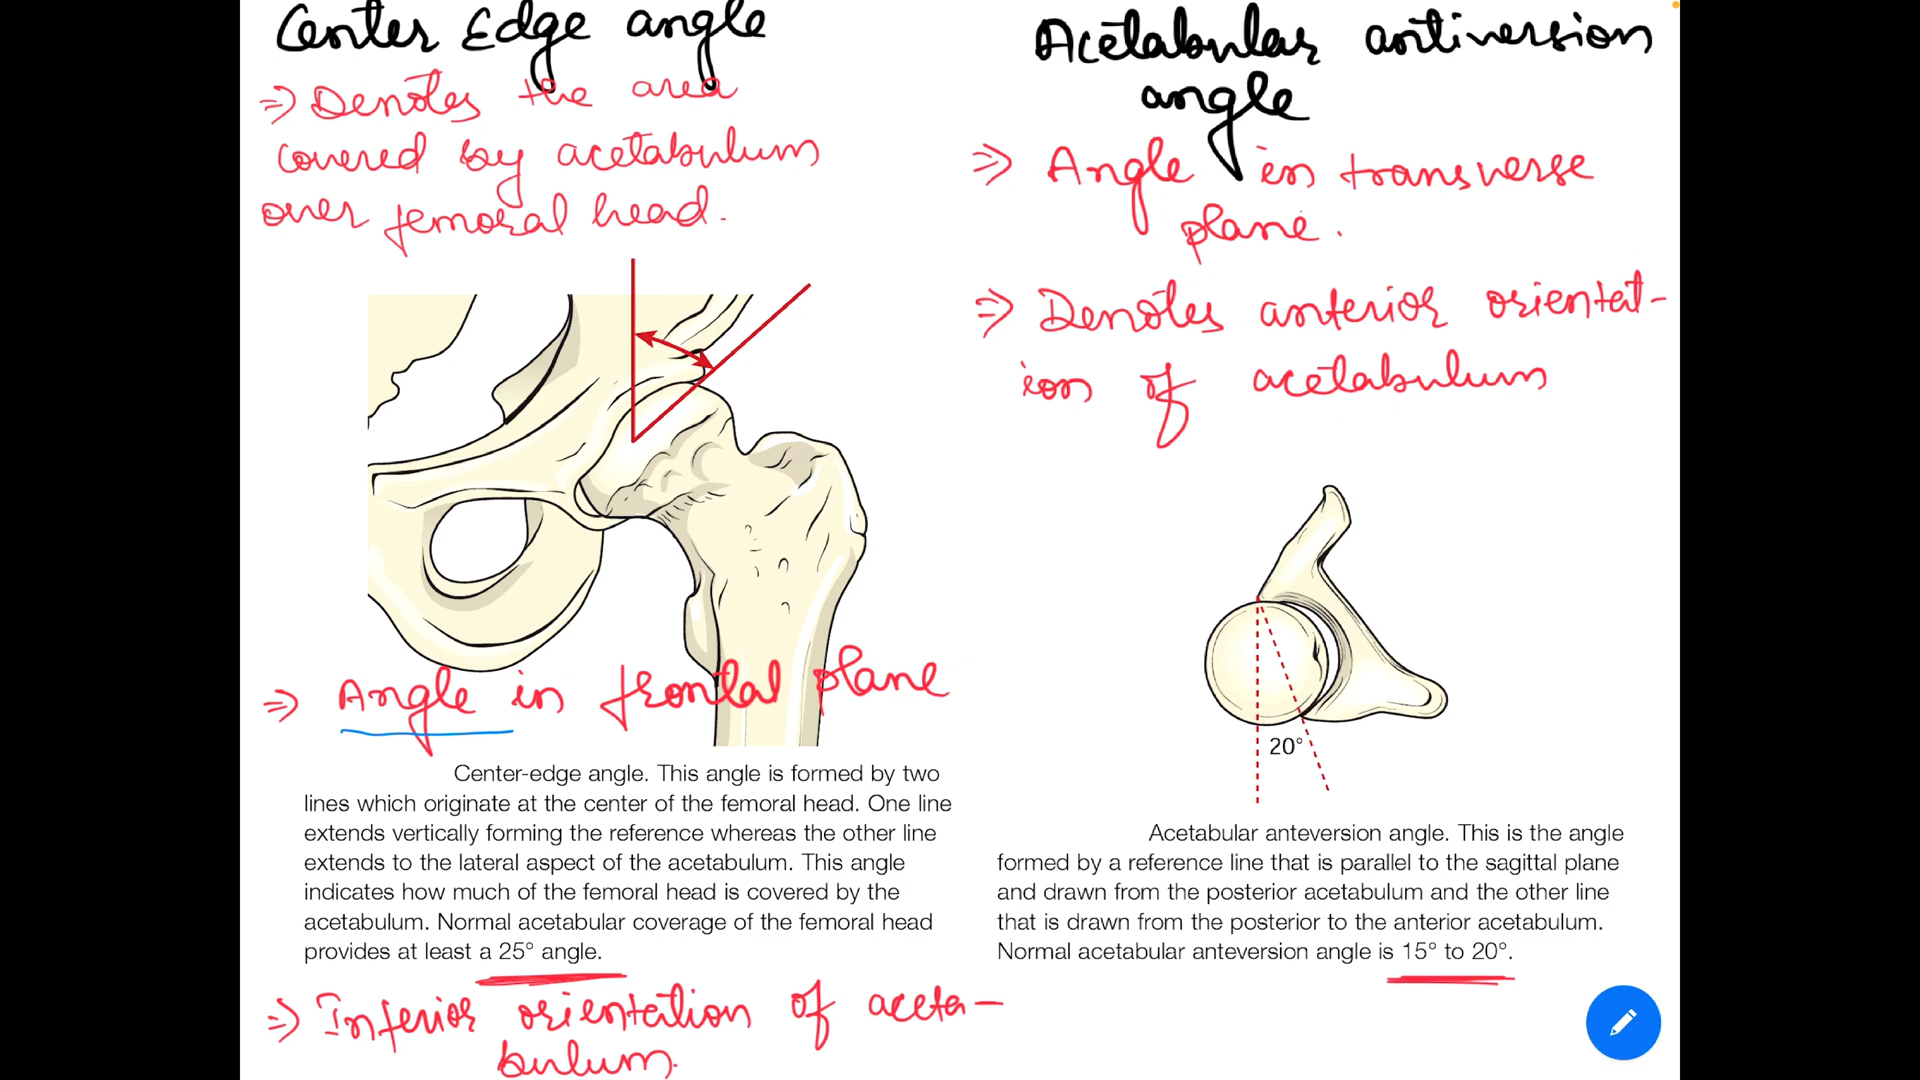 Center Edge angle
⇒ Denotes the area
covered by acetabulum
over femoral head.
⇒ Angle in frontal plane
Center-edge angle. This angle is formed by two
lines which originate at the center of the femoral head. One line
extends vertically forming the reference whereas the other line
extends to the lateral aspect of the acetabulum. This angle
indicates how much of the femoral head is covered by the
acetabulum. Normal acetabular coverage of the femoral head
provides at least a 25° angle.
⇒ Inferior orientation of aceta-
bulum.
Acetabular antiversion
angle
⇒ Angle in transverse
plane.
⇒ Denotes anterior orientat-
ion of acetabulum
20°
Acetabular anteversion angle. This is the angle
formed by a reference line that is parallel to the sagittal plane
and drawn from the posterior acetabulum and the other line
that is drawn from the posterior to the anterior acetabulum.
Normal acetabular anteversion angle is 15° to 20°.